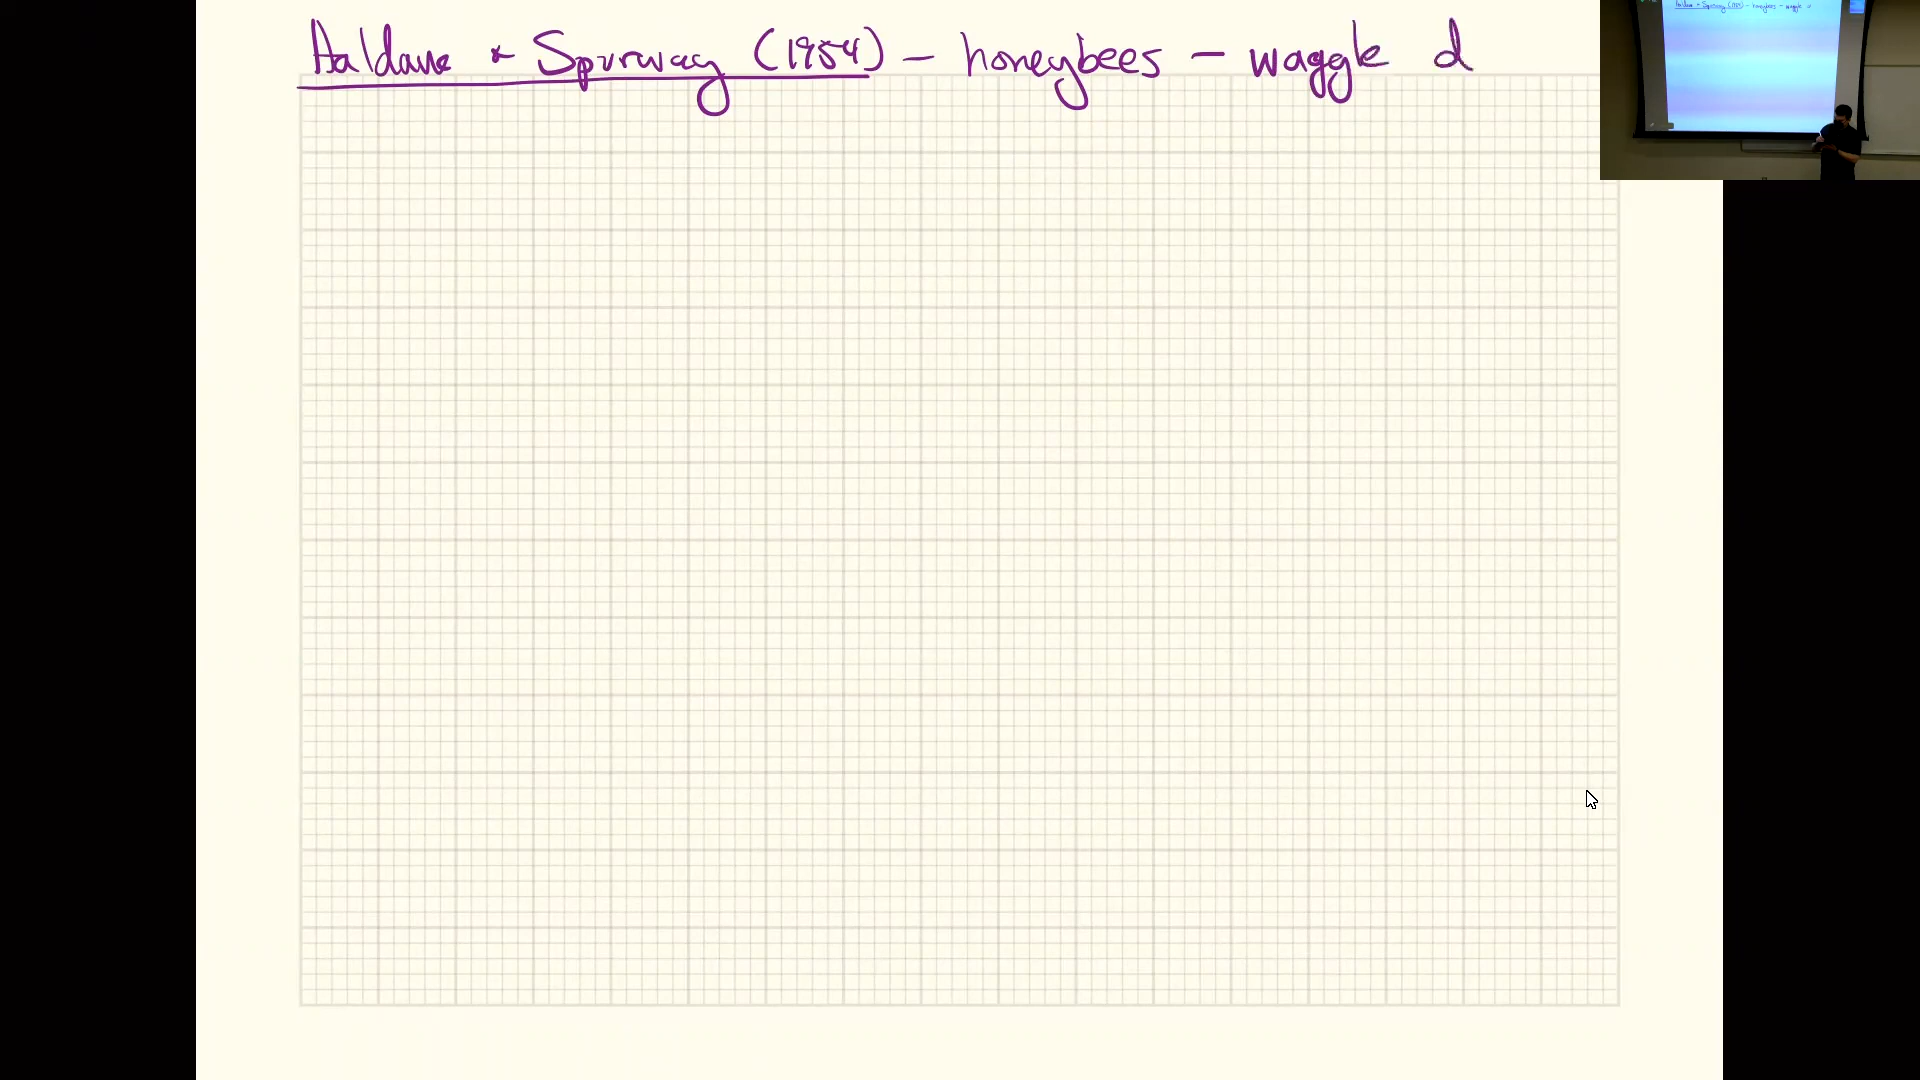 Haldane + Spurway (1954) – honeybees – waggle d